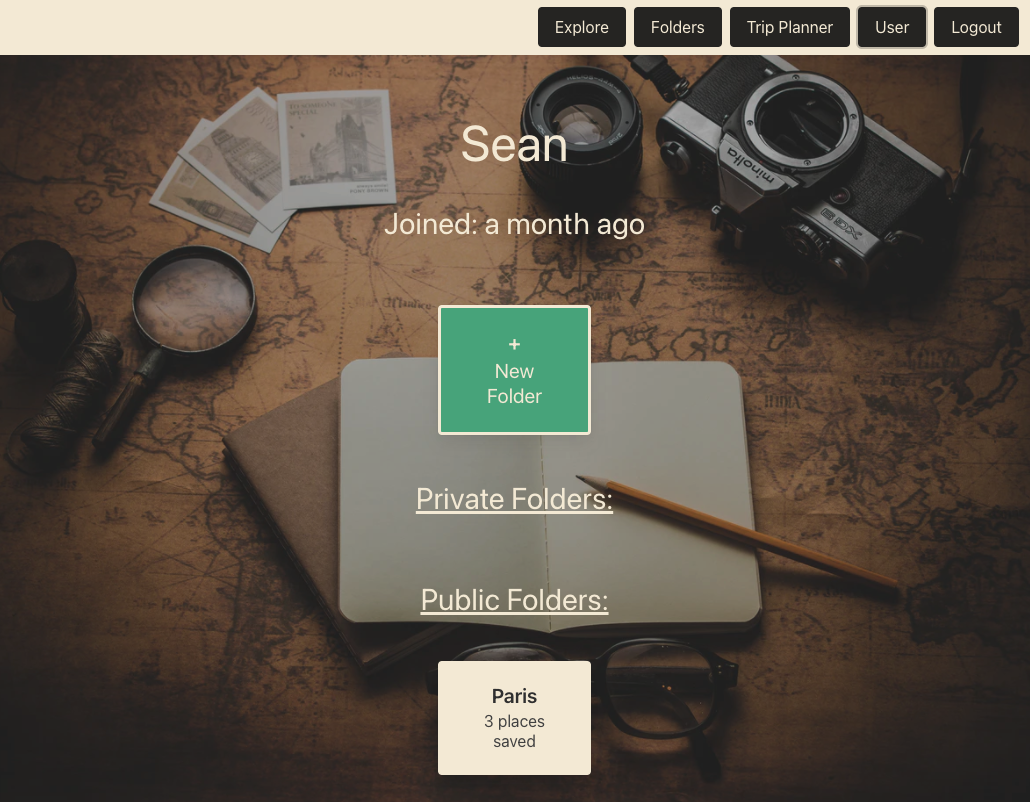 Explore
Folders
Trip Planner
User
Logout
Sean
Joined: a month ago
+
New
Folder
Private Folders:
Public Folders:
Paris
3 places
saved
minolta